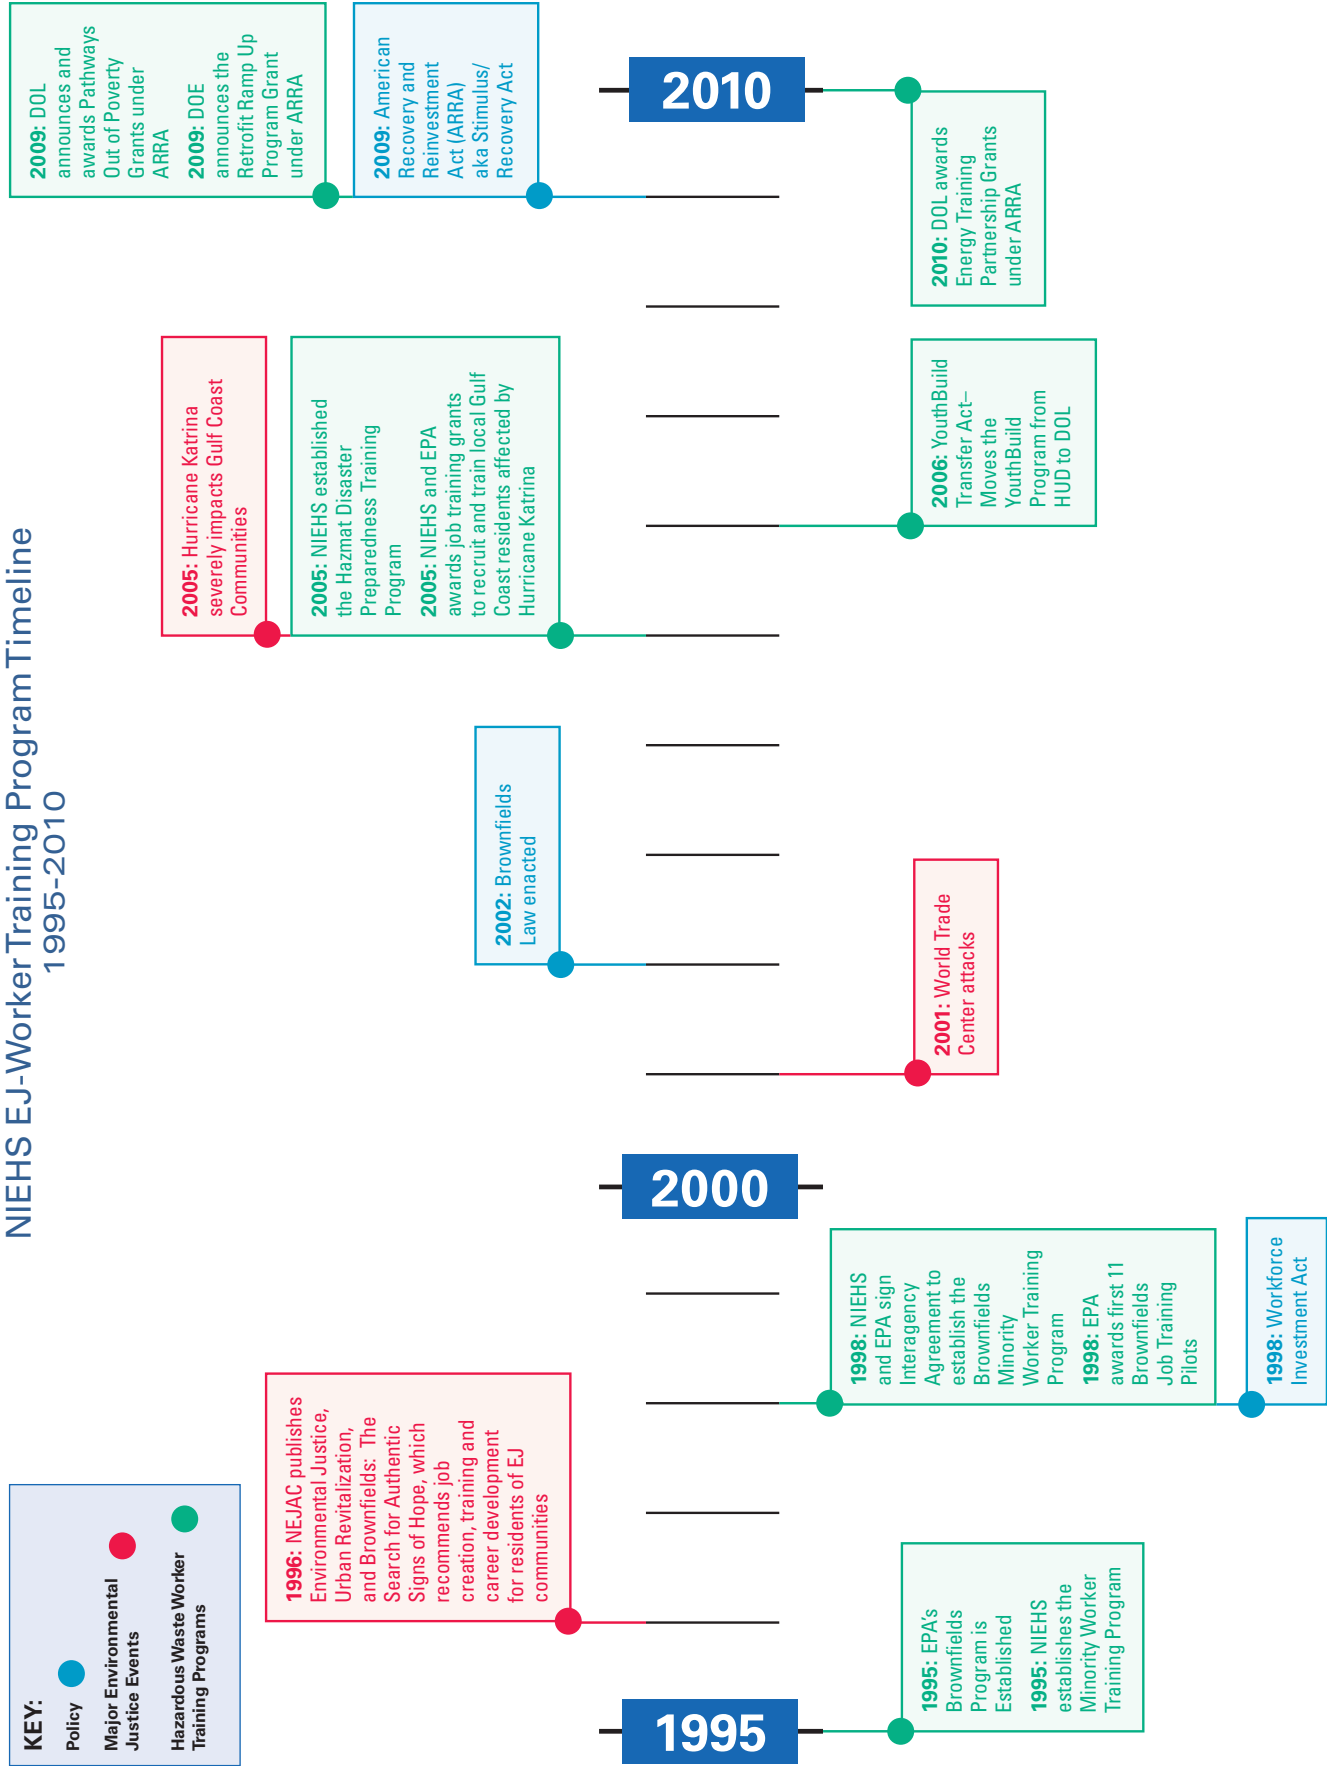 NIEHS EJ-Worker Training Program Timeline
1995-2010
KEY:
Policy
Major Environmental
Justice Events
Hazardous Waste Worker
Training Programs
1996: NEJAC publishes
Environmental Justice,
Urban Revitalization,
and Brownfields: The
Search for Authentic
Signs of Hope, which
recommends job
creation, training and
career development
for residents of EJ
communities
2002: Brownfields
Law enacted
2005: Hurricane Katrina
severely impacts Gulf Coast
Communities
2005: NIEHS established
the Hazmat Disaster
Preparedness Training
Program
2005: NIEHS and EPA
awards job training grants
to recruit and train local Gulf
Coast residents affected by
Hurricane Katrina
2009: DOL
announces and
awards Pathways
Out of Poverty
Grants under
ARRA
2009: DOE
announces the
Retrofit Ramp Up
Program Grant
under ARRA
2009: American
Recovery and
Reinvestment
Act (ARRA)
aka Stimulus/
Recovery Act
1995
2000
2010
1995: EPA's
Brownfields
Program is
Established
1995: NIEHS
establishes the
Minority Worker
Training Program
1998: NIEHS
and EPA sign
Interagency
Agreement to
establish the
Brownfields
Minority
Worker Training
Program
1998: EPA
awards first 11
Brownfields
Job Training
Pilots
1998: Workforce
Investment Act
2001: World Trade
Center attacks
2006: YouthBuild
Transfer Act–
Moves the
YouthBuild
Program from
HUD to DOL
2010: DOL awards
Energy Training
Partnership Grants
under ARRA